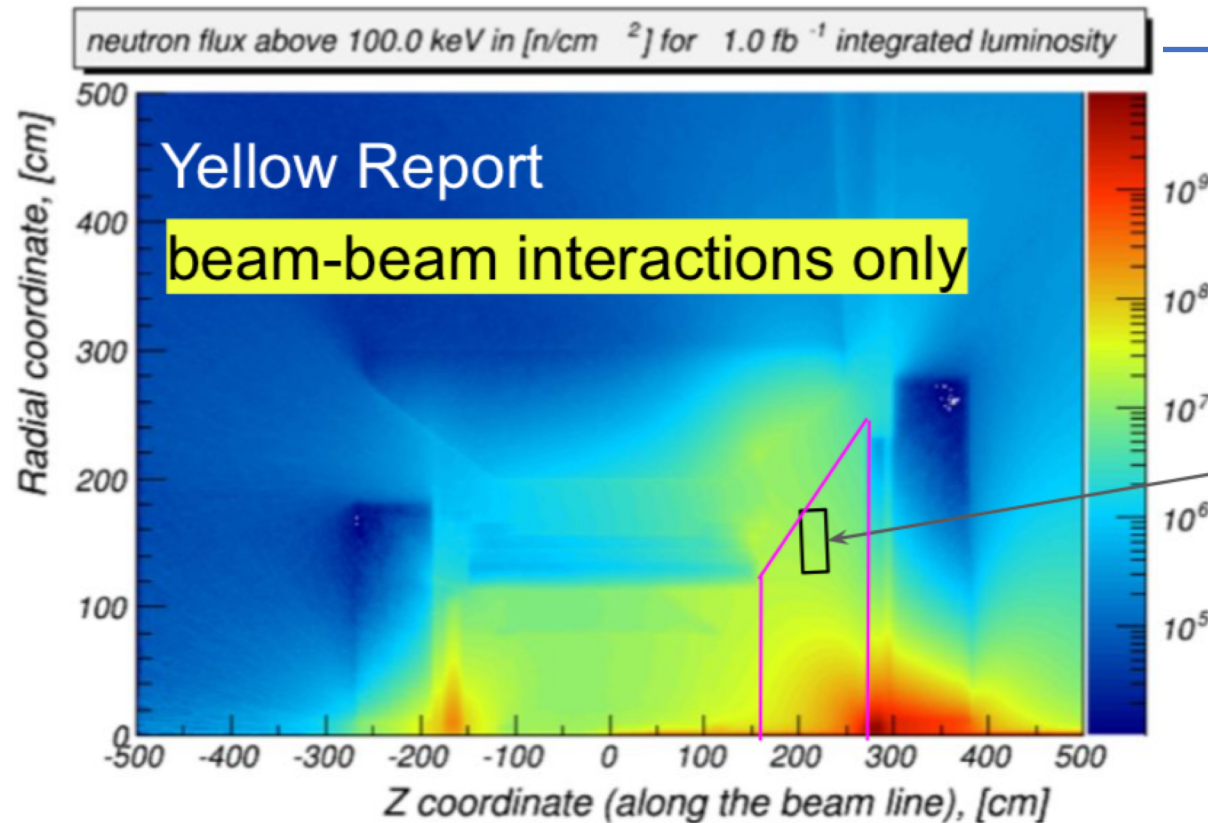 neutron flux above 100.0 keV in [n/cm ²] for 1.0 fb ⁻¹ integrated luminosity
Yellow Report
beam-beam interactions only
Radial coordinate, [cm]
500
400
300
200
100
0
-500 -400 -300 -200 -100 0 100 200 300 400 500
Z coordinate (along the beam line), [cm]
10⁹
10⁸
10⁷
10⁶
10⁵